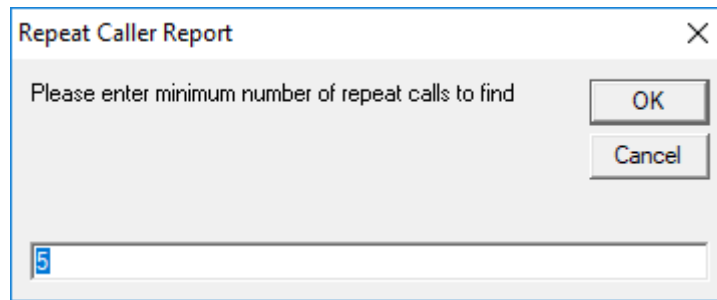 Repeat Caller Report
Please enter minimum number of repeat calls to find
OK
Cancel
5